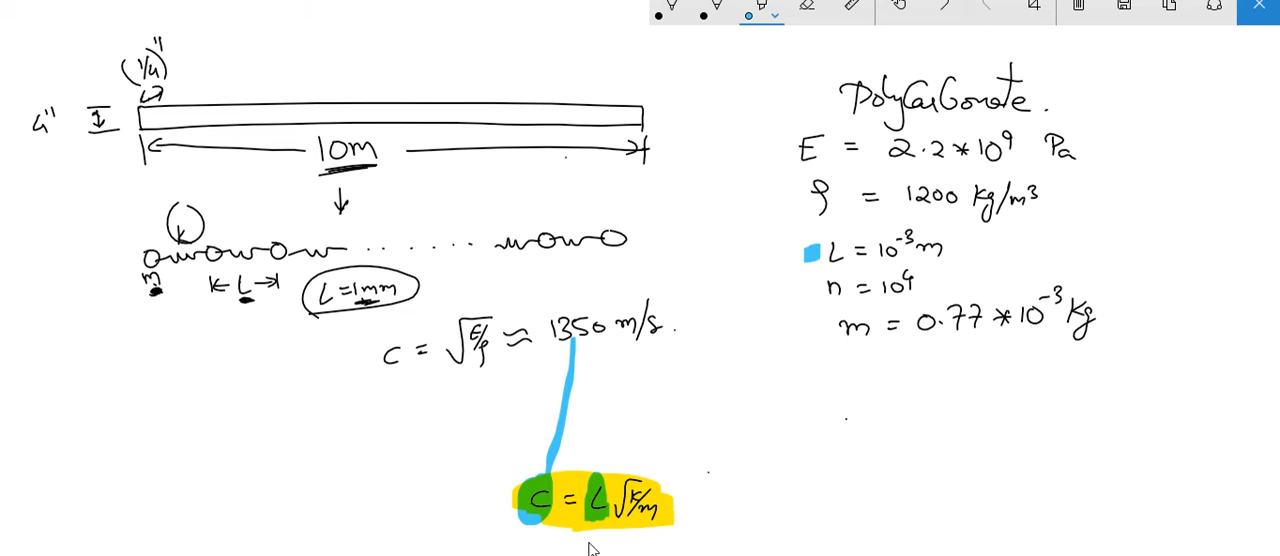 (1/4)"
4"
10m
k
m
L
L=1mm
c = √E/ρ ≈ 1350 m/s.
c = L√k/m
Polycarbonate.
E = 2.2*10⁹ Pa
ρ = 1200 kg/m³
L = 10⁻³m
n = 10⁴
m = 0.77 * 10⁻³ kg